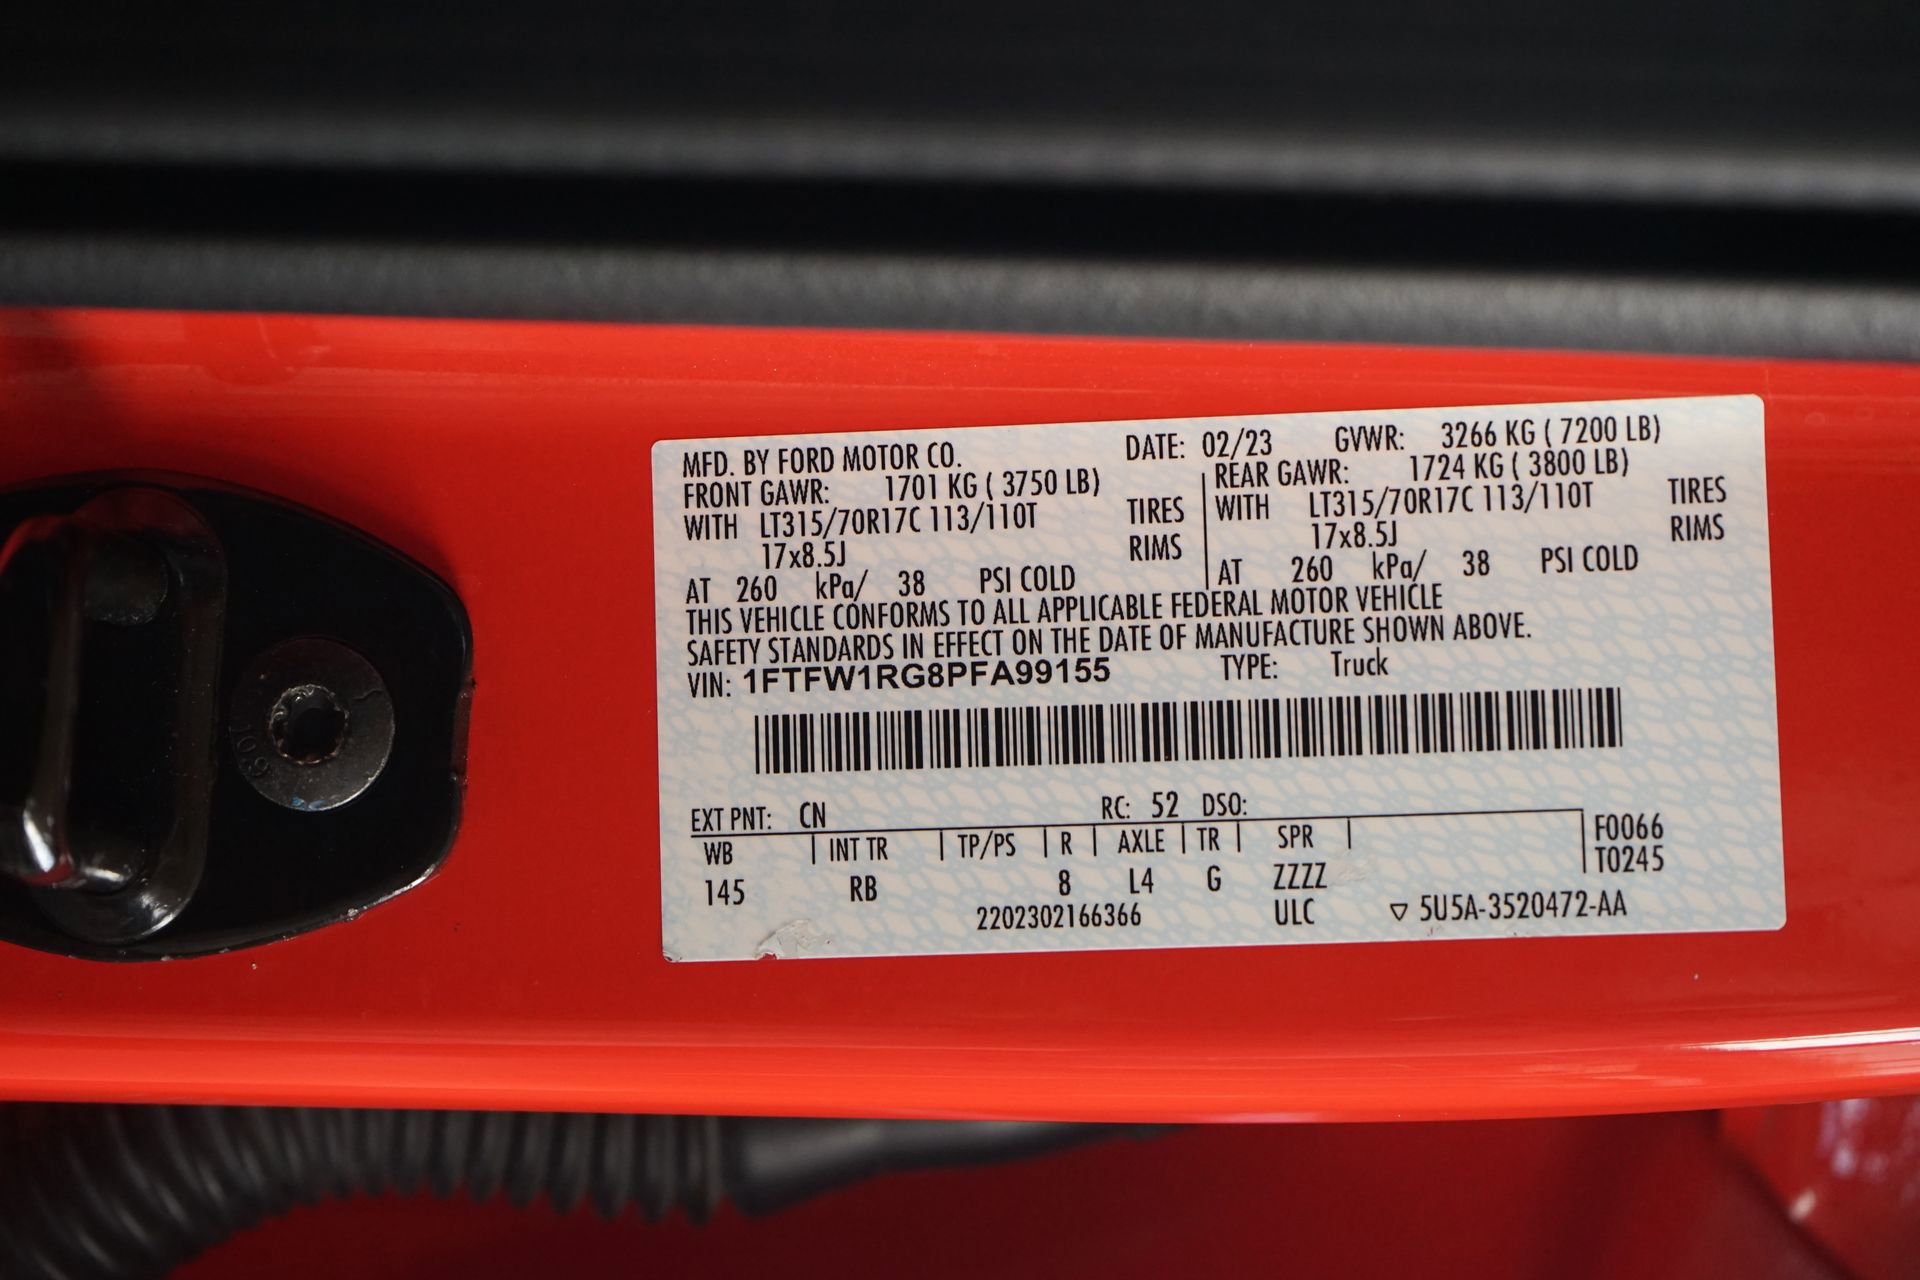 MFD. BY FORD MOTOR CO. DATE: 02/23 GVWR: 3266 KG ( 7200 LB)
FRONT GAWR: 1701 KG ( 3750 LB) REAR GAWR: 1724 KG ( 3800 LB)
WITH LT315/70R17C 113/110T TIRES WITH LT315/70R17C 113/110T TIRES
17x8.5J RIMS 17x8.5J RIMS
AT 260 kPa/ 38 PSI COLD AT 260 kPa/ 38 PSI COLD
THIS VEHICLE CONFORMS TO ALL APPLICABLE FEDERAL MOTOR VEHICLE
SAFETY STANDARDS IN EFFECT ON THE DATE OF MANUFACTURE SHOWN ABOVE.
VIN: 1FTFW1RG8PFA99155 TYPE: Truck
EXT PNT: CN RC: 52 DSO:
WB INT TR TP/PS R AXLE TR SPR F0066
145 RB 8 L4 G ZZZZ T0245
2202302166366 ULC ▽ 5U5A-3520472-AA
10.9